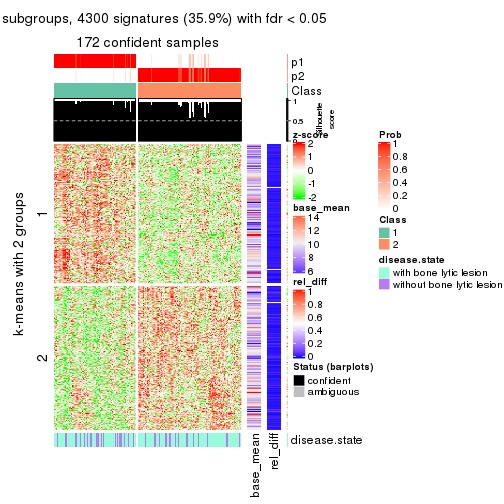 subgroups, 4300 signatures (35.9%) with fdr < 0.05
172 confident samples
p1
p2
Class
1
0.5
0
Silhouette
score
k-means with 2 groups
1
2
z-score
2
1
0
-1
-2
base_mean
14
12
10
8
6
rel_diff
1
0.8
0.6
0.4
0.2
0
Status (barplots)
confident
ambiguous
Prob
1
0.8
0.6
0.4
0.2
0
Class
1
2
disease.state
with bone lytic lesion
without bone lytic lesion
disease.state
base_mean
rel_diff